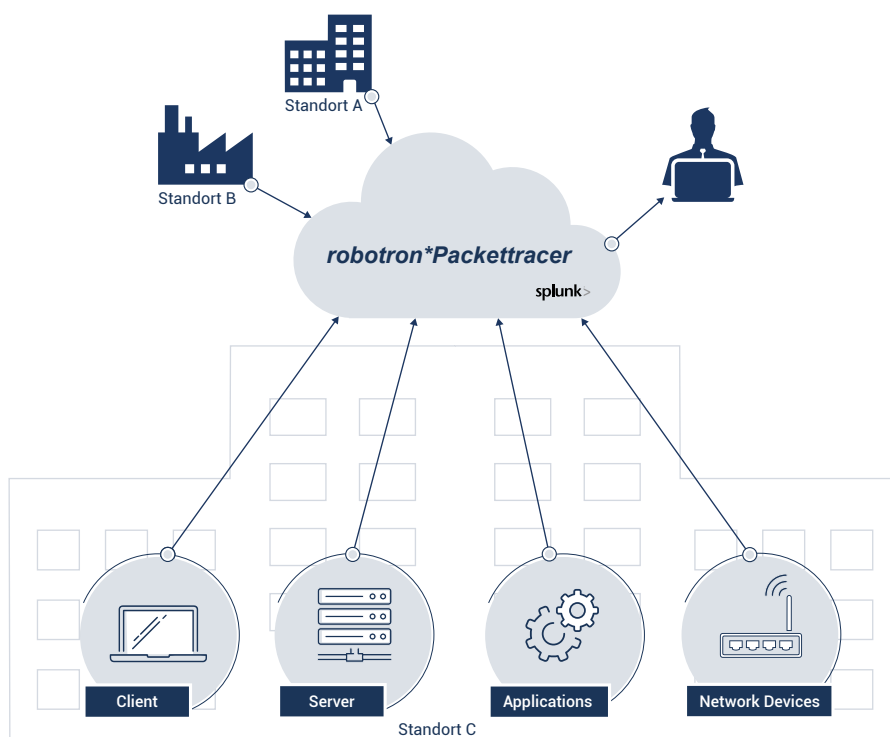 Standort A
Standort B
robotron*Packettracer
splunk>
Client
Server
Applications
Network Devices
Standort C